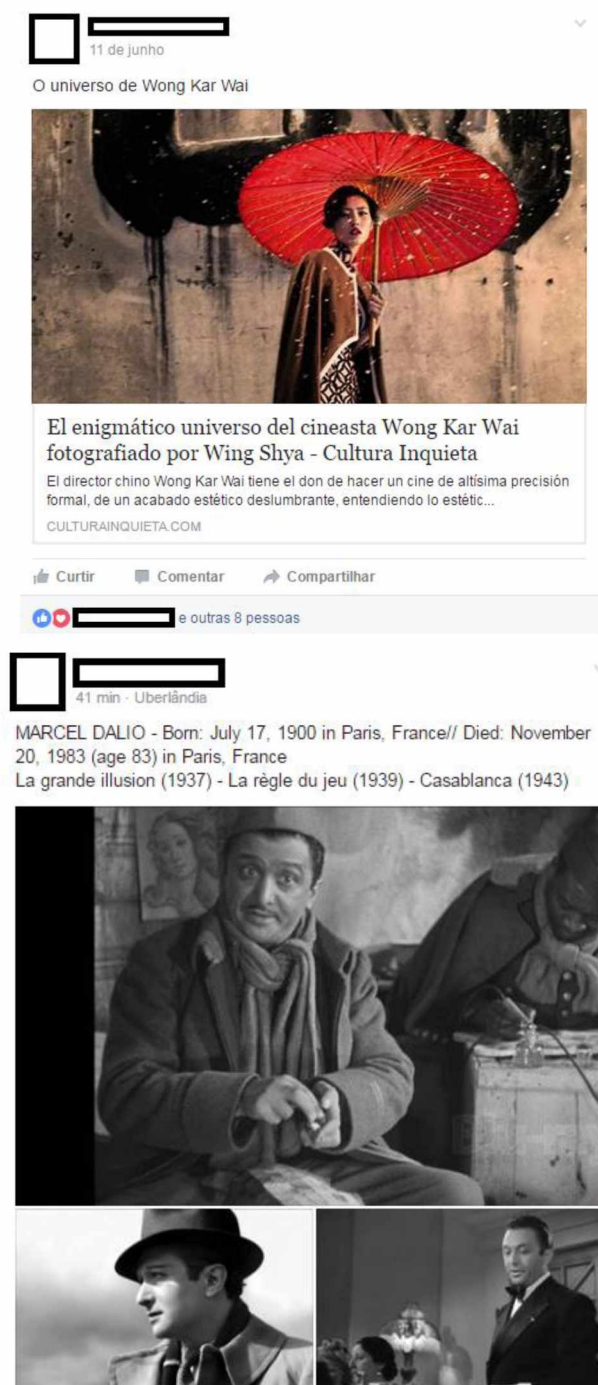 11 de junho
O universo de Wong Kar Wai
El enigmático universo del cineasta Wong Kar Wai
fotografiado por Wing Shya - Cultura Inquieta
El director chino Wong Kar Wai tiene el don de hacer un cine de altísima precisión
formal, de un acabado estético deslumbrante, entendiendo lo estétic...
CULTURAINQUIETA.COM
Curtir Comentar Compartilhar
e outras 8 pessoas
41 min · Uberlândia
MARCEL DALIO - Born: July 17, 1900 in Paris, France// Died: November
20, 1983 (age 83) in Paris, France
La grande illusion (1937) - La règle du jeu (1939) - Casablanca (1943)